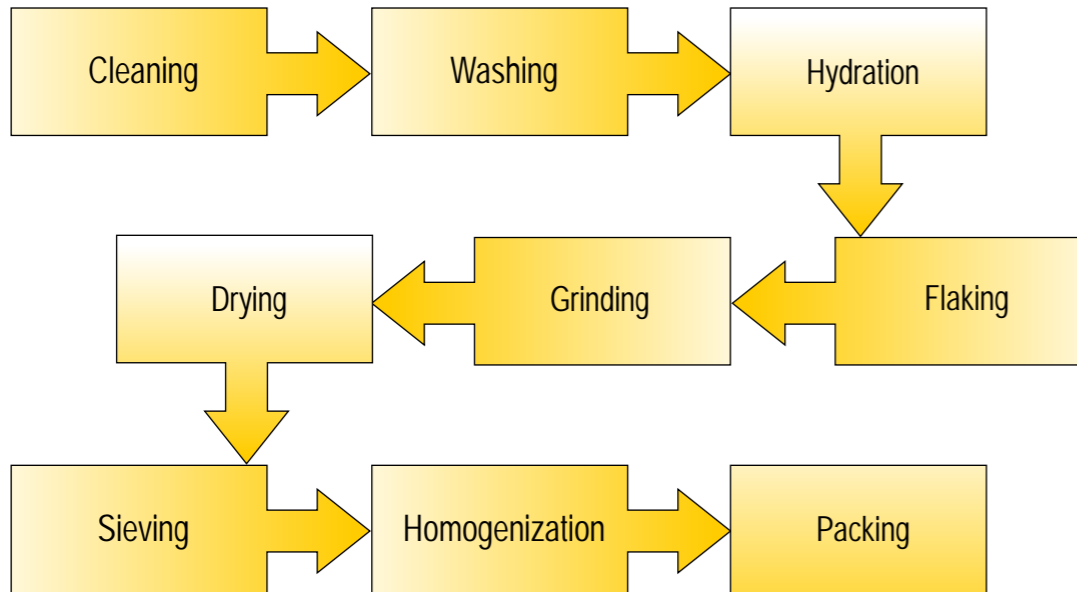 Cleaning
Washing
Hydration
Flaking
Grinding
Drying
Sieving
Homogenization
Packing